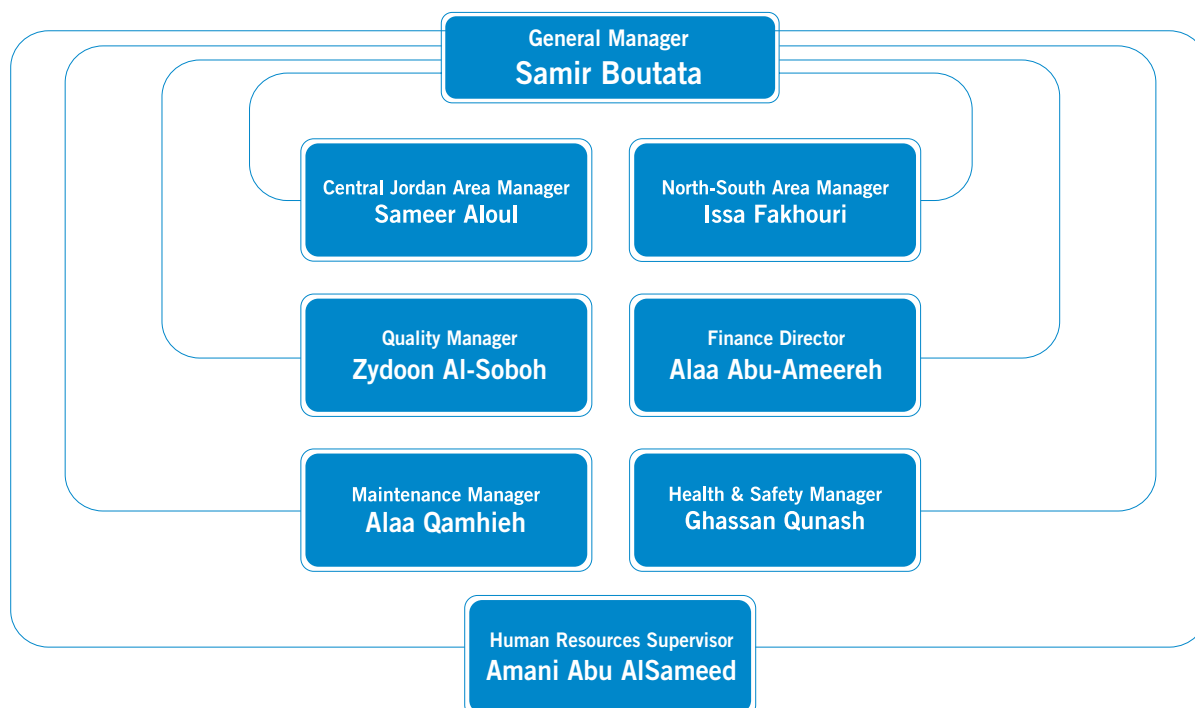 General Manager
Samir Boutata
Central Jordan Area Manager
Sameer Aloul
North-South Area Manager
Issa Fakhouri
Quality Manager
Zydoon Al-Soboh
Finance Director
Alaa Abu-Ameereh
Maintenance Manager
Alaa Qamhieh
Health & Safety Manager
Ghassan Qunash
Human Resources Supervisor
Amani Abu AlSameed